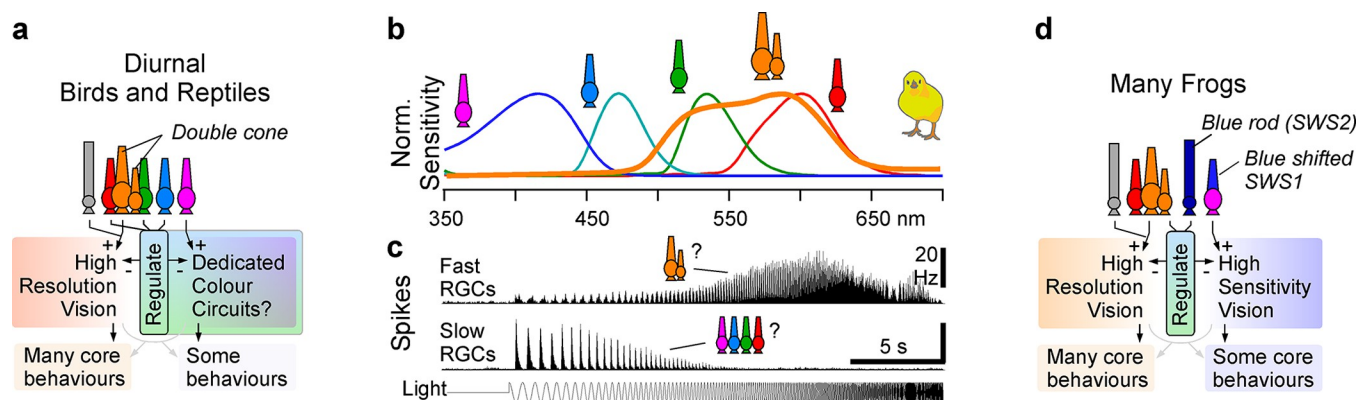 a
Diurnal
Birds and Reptiles
Double cone
+
+
High
Resolution
Vision
-
Regulate
-
Dedicated
Colour
Circuits?
Many core
behaviours
Some
behaviours
b
Norm.
Sensitivity
350
450
550
650 nm
c
Spikes
Fast
RGCs
?
20
Hz
Slow
RGCs
?
5 s
Light
d
Many Frogs
Blue rod (SWS2)
Blue shifted
SWS1
+
+
High
Resolution
Vision
-
Regulate
-
High
Sensitivity
Vision
Many core
behaviours
Some core
behaviours